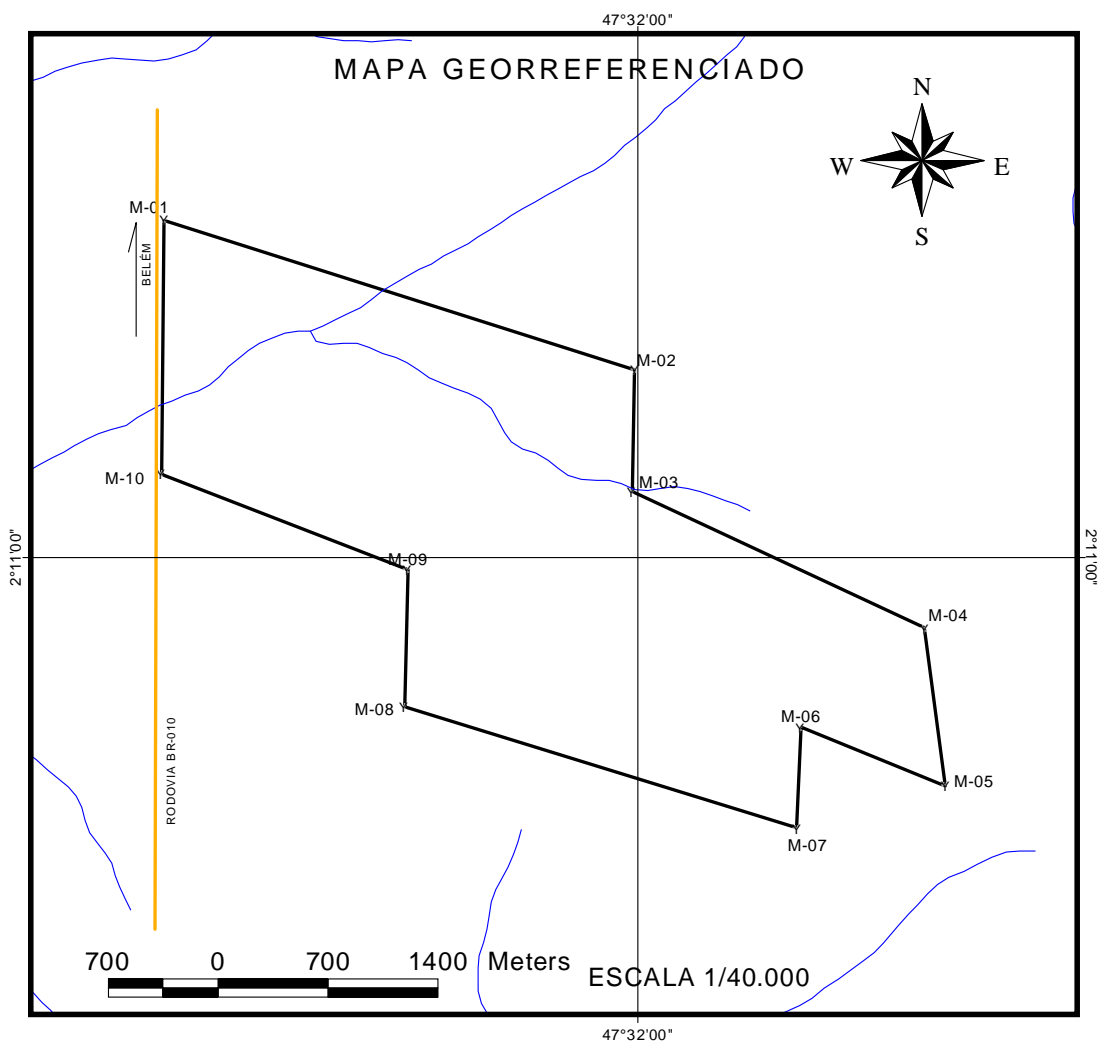 47°32'00"
MAPA GEORREFERENCIADO
N
W
E
S
M-01
BELÉM
M-02
M-10
M-03
M-09
2°11'00"
2°11'00"
M-04
M-08
M-06
RODOVIA BR-010
M-05
M-07
700 0 700 1400 Meters
ESCALA 1/40.000
47°32'00"